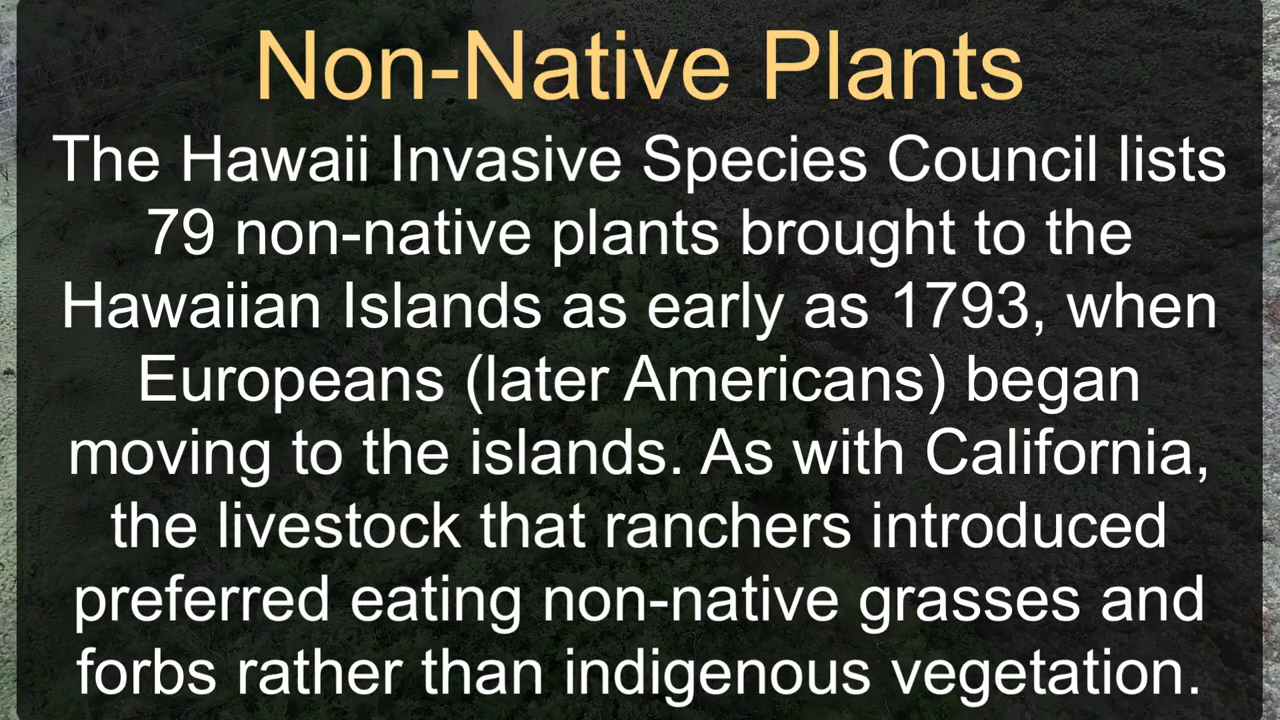 Non-Native Plants
The Hawaii Invasive Species Council lists
79 non-native plants brought to the
Hawaiian Islands as early as 1793, when
Europeans (later Americans) began
moving to the islands. As with California,
the livestock that ranchers introduced
preferred eating non-native grasses and
forbs rather than indigenous vegetation.